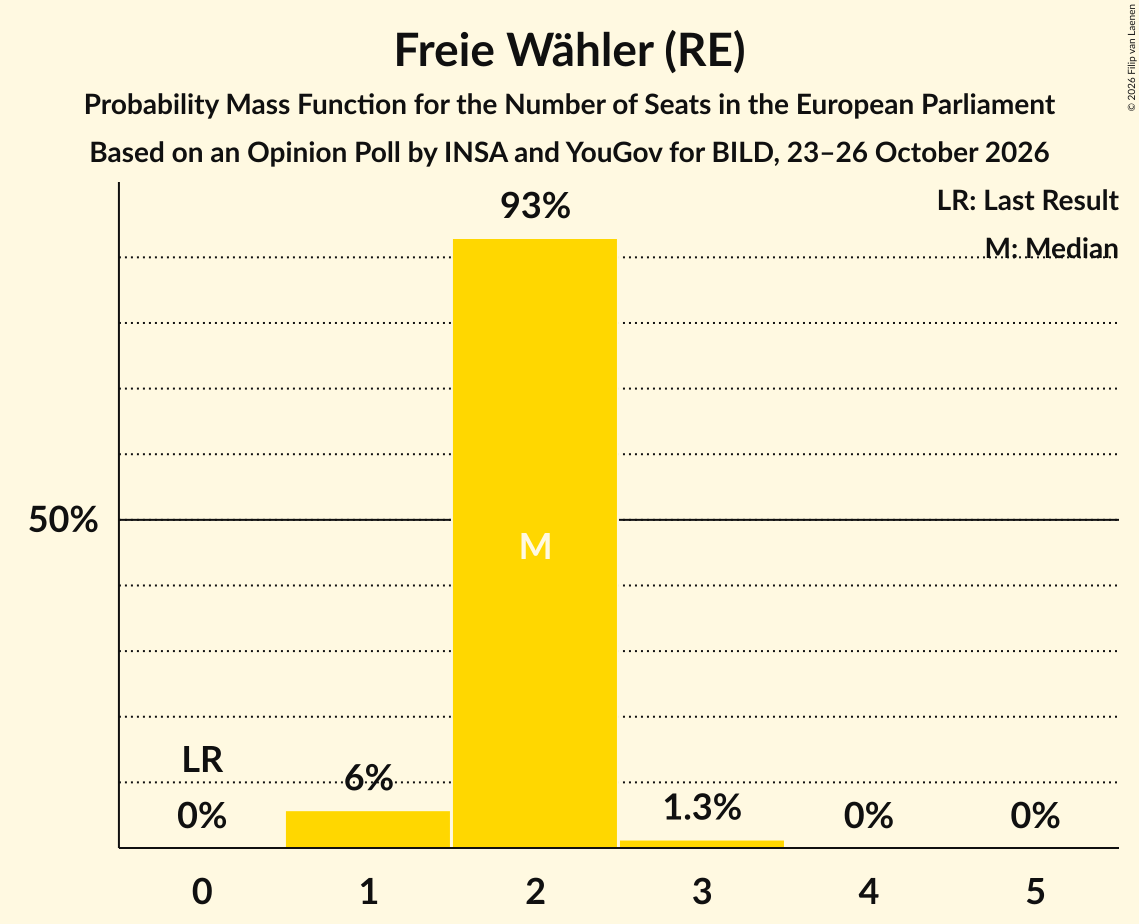 Freie Wähler (RE)
Probability Mass Function for the Number of Seats in the European Parliament
Based on an Opinion Poll by INSA and YouGov for BILD, 23–26 October 2026
© 2026 Filip van Laenen
LR: Last Result
M: Median
93%
50%
M
LR
0%
6%
1.3%
0%
0%
0 1 2 3 4 5